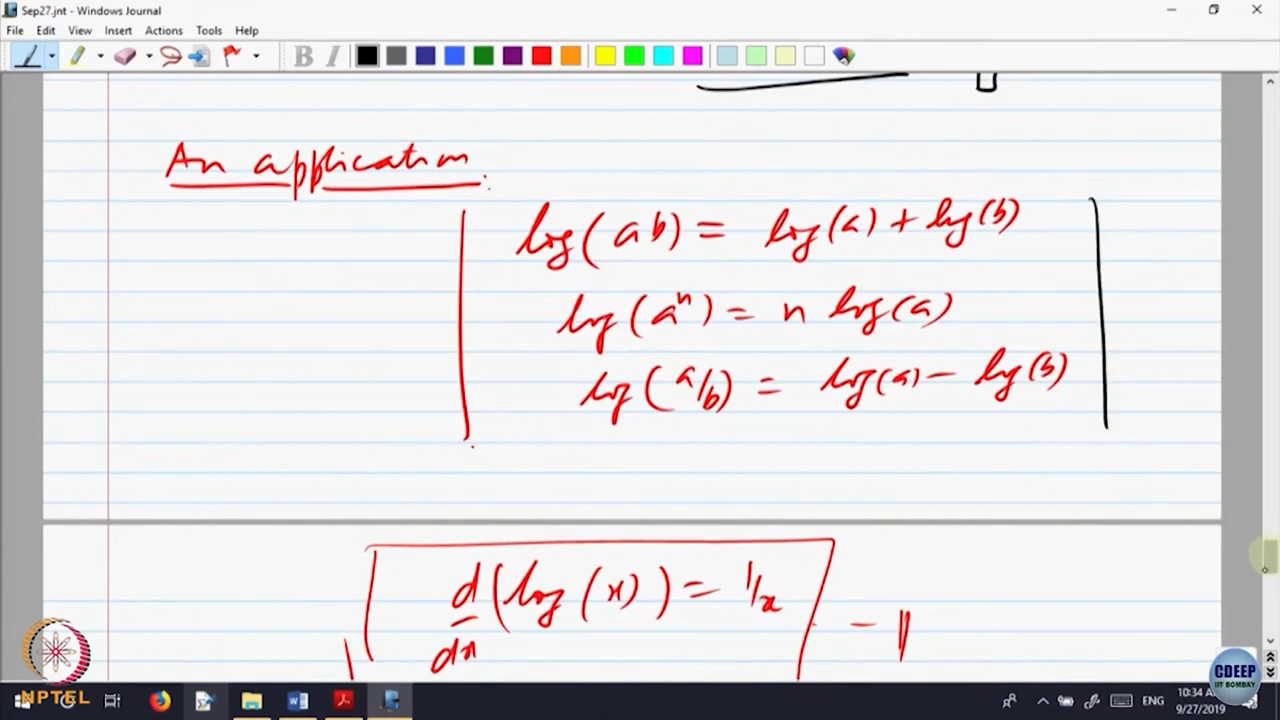 Sep27.jnt - Windows Journal
File Edit View Insert Actions Tools Help
B I
An application
log(ab) = log(a) + log(b)
log(aⁿ) = n log(a)
log(a/b) = log(a) - log(b)
d/dx (log(x)) = 1/x
NPTEL
CDEEP
IIT BOMBAY
ENG
10:34 A
9/27/2019